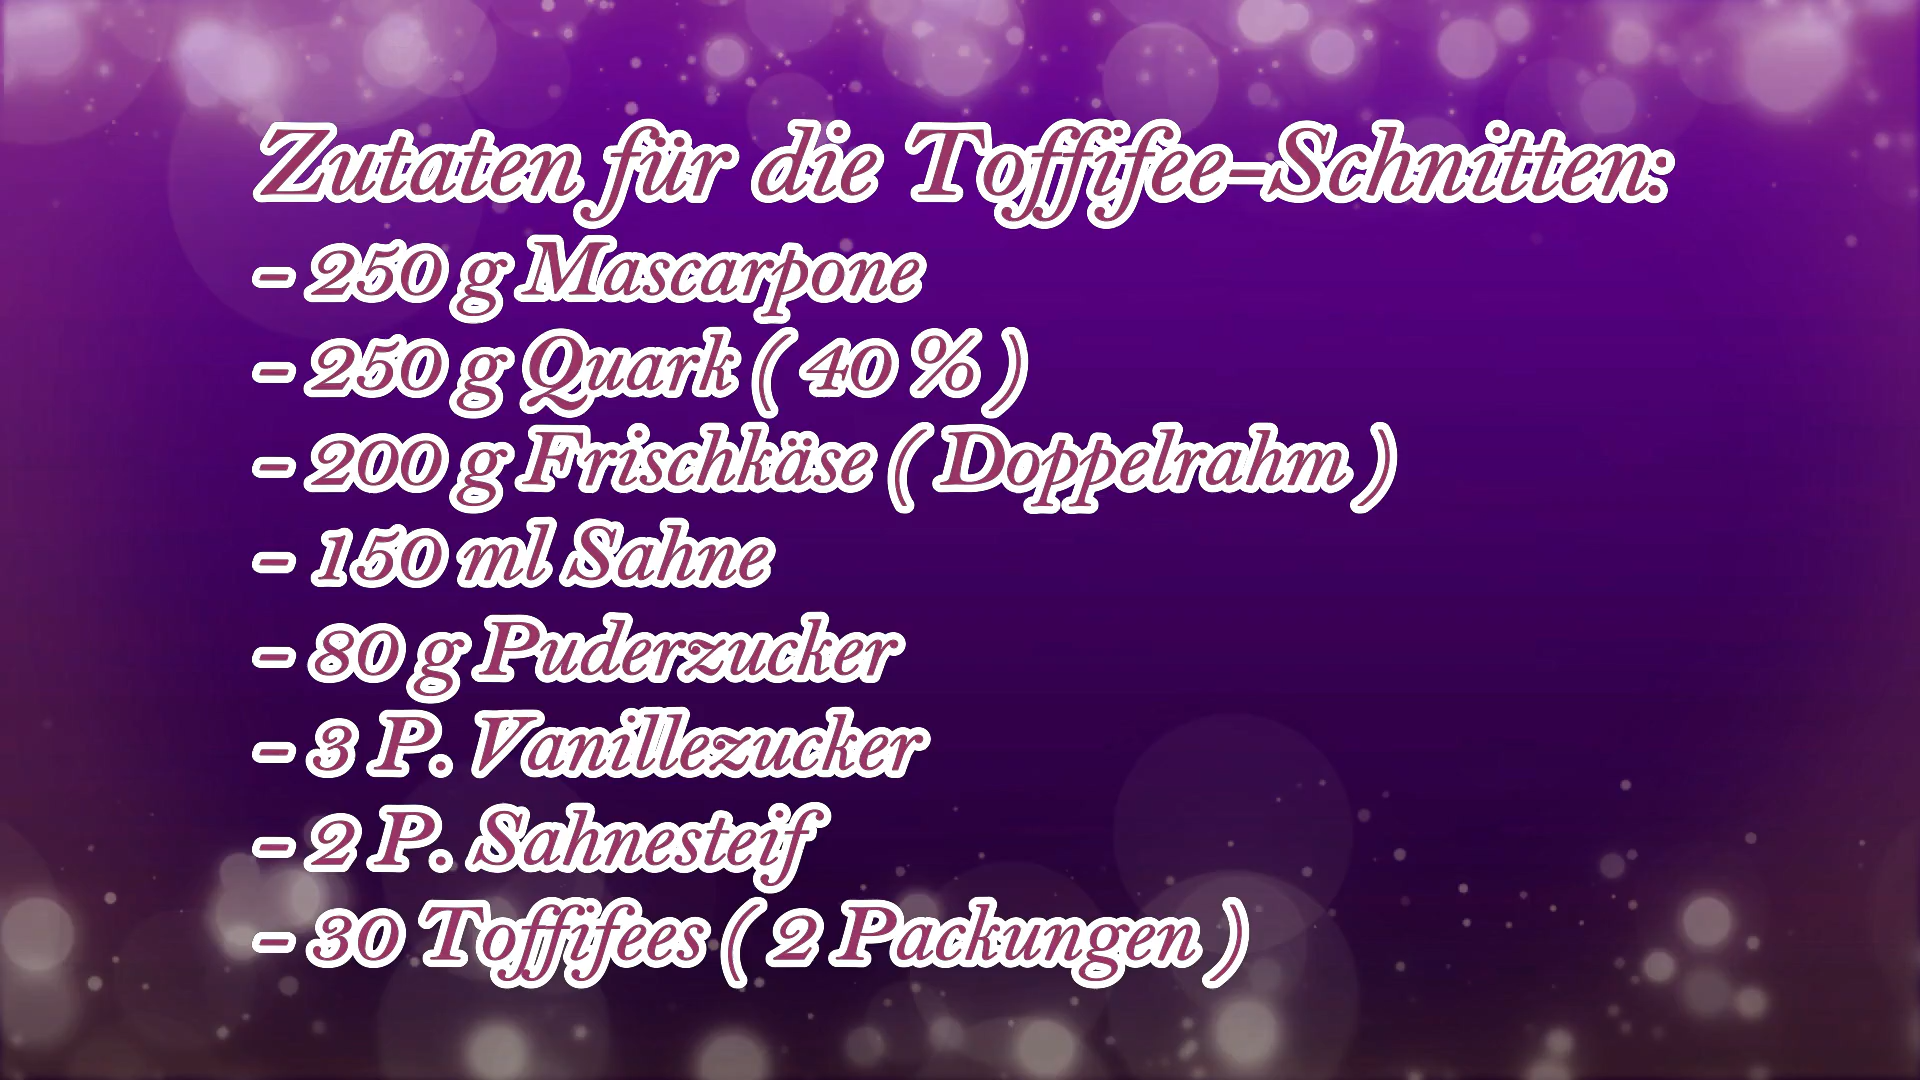 Zutaten für die Toffifee-Schnitten:
- 250 g Mascarpone
- 250 g Quark ( 40 % )
- 200 g Frischkäse ( Doppelrahm )
- 150 ml Sahne
- 80 g Puderzucker
- 3 P. Vanillezucker
- 2 P. Sahnesteif
- 30 Toffifees ( 2 Packungen )